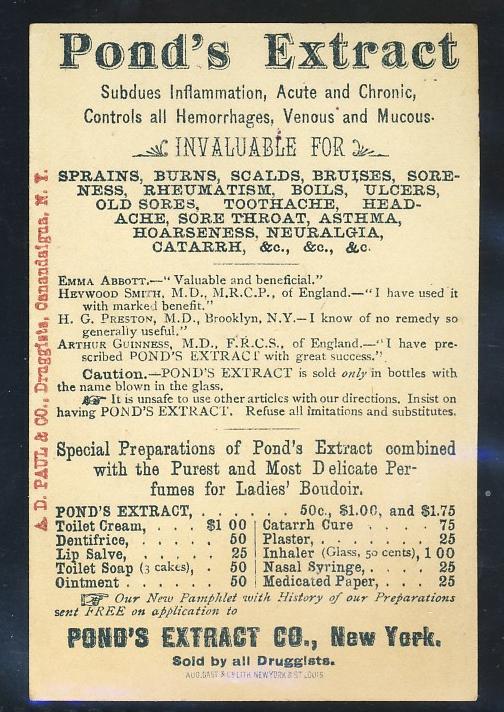 Pond's Extract
Subdues Inflammation, Acute and Chronic,
Controls all Hemorrhages, Venous and Mucous.
INVALUABLE FOR
SPRAINS, BURNS, SCALDS, BRUISES, SORE-
NESS, RHEUMATISM, BOILS, ULCERS,
OLD SORES, TOOTHACHE, HEAD-
ACHE, SORE THROAT, ASTHMA,
HOARSENESS, NEURALGIA,
CATARRH, &c., &c., &c.
EMMA ABBOTT.—"Valuable and beneficial."
HEYWOOD SMITH, M.D., M.R.C.P., of England.—"I have used it
with marked benefit."
H. G. PRESTON, M.D., Brooklyn, N.Y.—I know of no remedy so
generally useful."
ARTHUR GUINNESS, M.D., F.R.C.S., of England.—"I have pre-
scribed POND'S EXTRACT with great success."
Caution.—POND'S EXTRACT is sold only in bottles with
the name blown in the glass.
☞ It is unsafe to use other articles with our directions. Insist on
having POND'S EXTRACT. Refuse all imitations and substitutes.
Special Preparations of Pond's Extract combined
with the Purest and Most Delicate Per-
fumes for Ladies' Boudoir.
POND'S EXTRACT, . . . . . . 50c., $1.00, and $1.75
Toilet Cream, . . . $1 00 | Catarrh Cure . . . . 75
Dentifrice, . . . . . 50 | Plaster, . . . . . 25
Lip Salve, . . . . . 25 | Inhaler (Glass, 50 cents), 1 00
Toilet Soap (3 cakes), . 50 | Nasal Syringe, . . . . 25
Ointment . . . . . 50 | Medicated Paper, . . . 25
☞ Our New Pamphlet with History of our Preparations
sent FREE on application to
POND'S EXTRACT CO., New York.
Sold by all Druggists.
AUG. GAST & CO. LITH. NEW YORK & ST. LOUIS
A. D. PAUL & CO., Druggists, Canandaigua, N. Y.